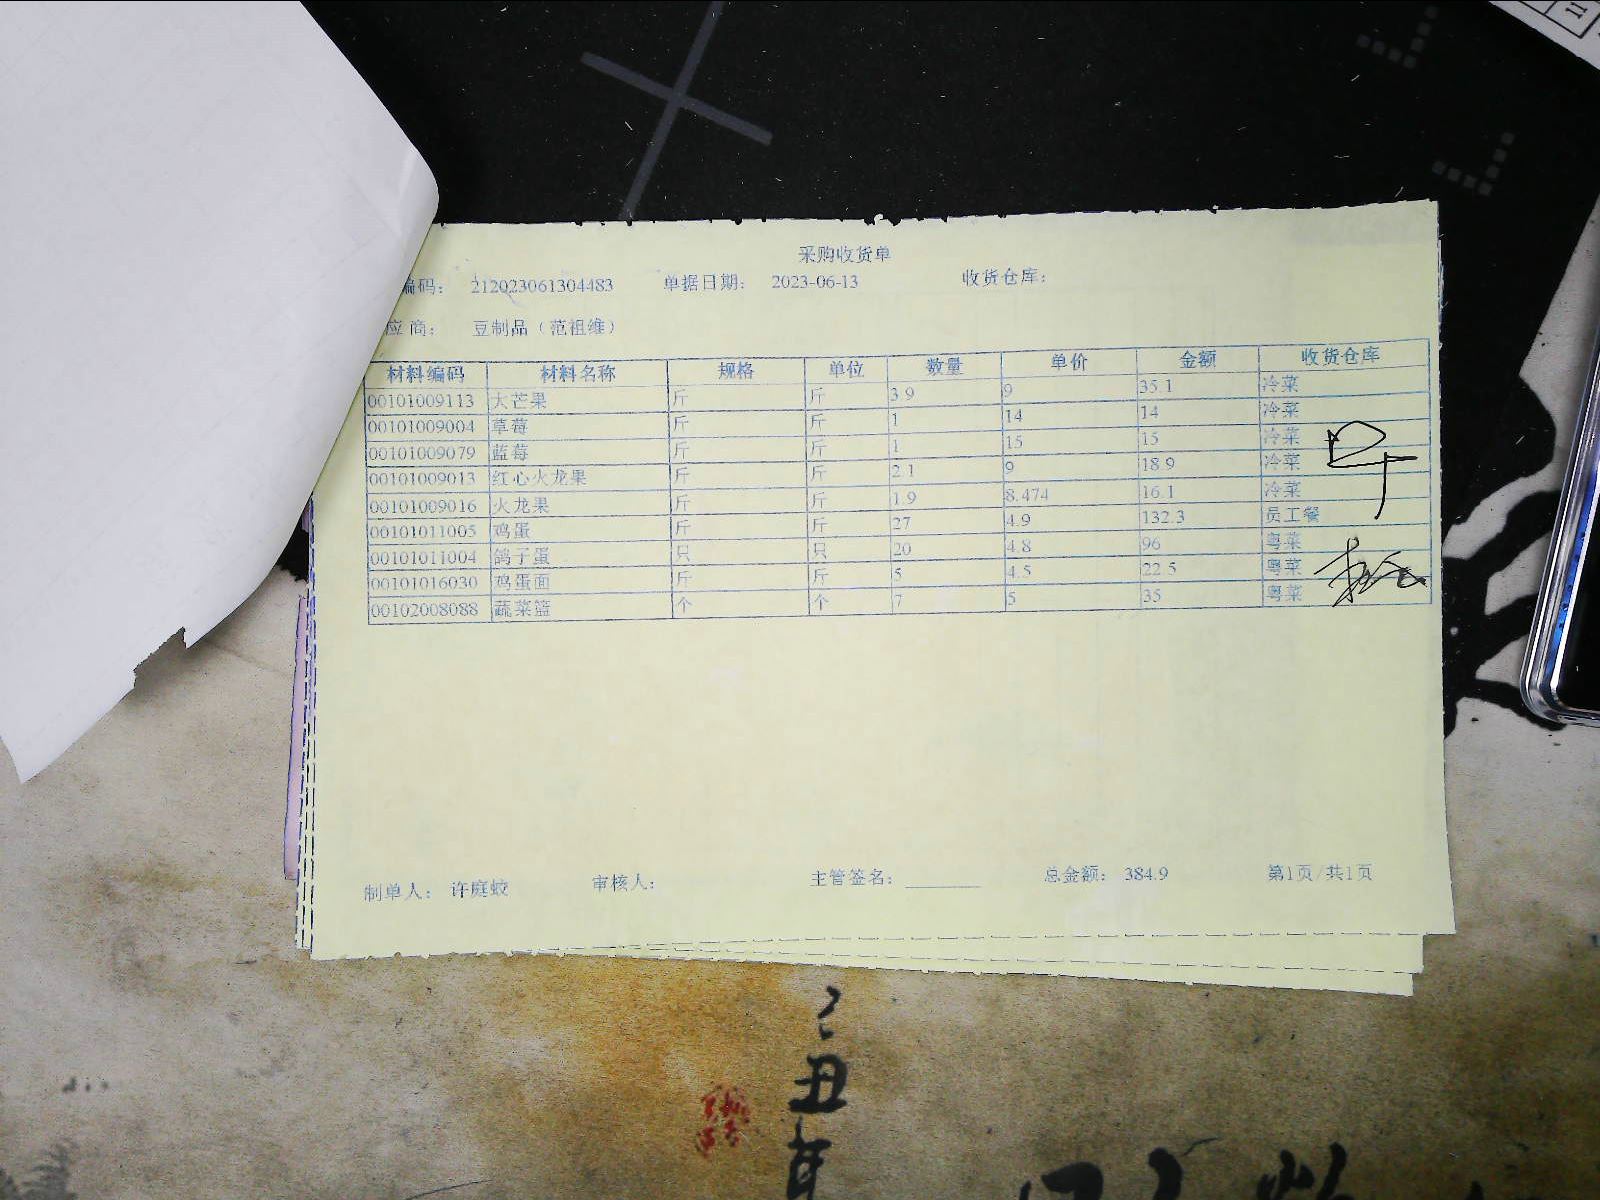 采购收货单
编码： 212023061304483 单据日期： 2023-06-13 收货仓库：
应商： 豆制品（范祖维）
材料编码 材料名称 规格 单位 数量 单价 金额 收货仓库
00101009113 大芒果 斤 斤 3.9 9 35.1 冷菜
00101009004 草莓 斤 斤 1 14 14 冷菜
00101009079 蓝莓 斤 斤 1 15 15 冷菜
00101009013 红心火龙果 斤 斤 2.1 9 18.9 冷菜
00101009016 火龙果 斤 斤 1.9 8.474 16.1 冷菜
00101011005 鸡蛋 斤 斤 27 4.9 132.3 员工餐
00101011004 鸽子蛋 只 只 20 4.8 96 粤菜
00101016030 鸡蛋面 斤 斤 5 4.5 22.5 粤菜
00102008088 蔬菜篮 个 个 7 5 35 粤菜
制单人： 许庭蛟 审核人： 主管签名： 总金额： 384.9 第1页/共1页
丑年
11